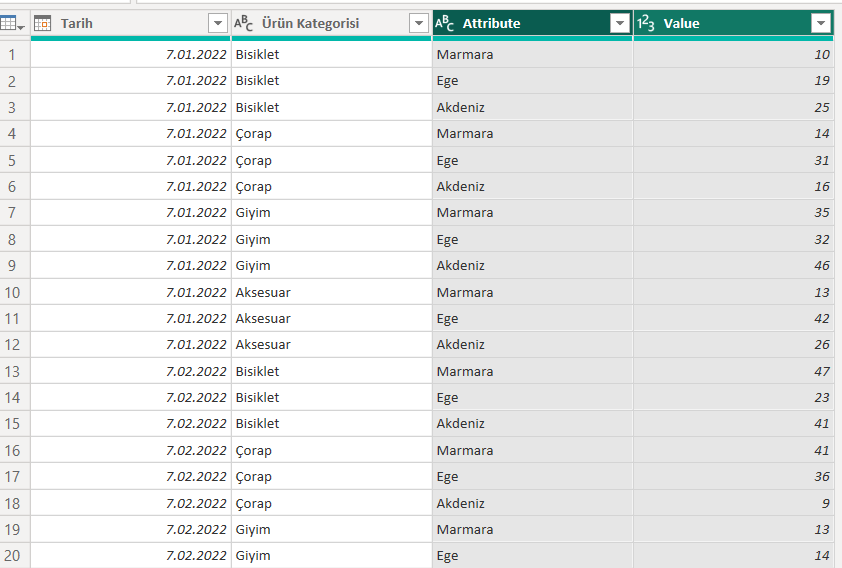 Tarih ABC Ürün Kategorisi ABC Attribute 123 Value
1 7.01.2022 Bisiklet Marmara 10
2 7.01.2022 Bisiklet Ege 19
3 7.01.2022 Bisiklet Akdeniz 25
4 7.01.2022 Çorap Marmara 14
5 7.01.2022 Çorap Ege 31
6 7.01.2022 Çorap Akdeniz 16
7 7.01.2022 Giyim Marmara 35
8 7.01.2022 Giyim Ege 32
9 7.01.2022 Giyim Akdeniz 46
10 7.01.2022 Aksesuar Marmara 13
11 7.01.2022 Aksesuar Ege 42
12 7.01.2022 Aksesuar Akdeniz 26
13 7.02.2022 Bisiklet Marmara 47
14 7.02.2022 Bisiklet Ege 23
15 7.02.2022 Bisiklet Akdeniz 41
16 7.02.2022 Çorap Marmara 41
17 7.02.2022 Çorap Ege 36
18 7.02.2022 Çorap Akdeniz 9
19 7.02.2022 Giyim Marmara 13
20 7.02.2022 Giyim Ege 14